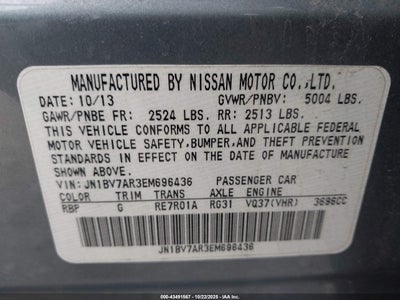 MANUFACTURED BY NISSAN MOTOR CO.,LTD.
DATE: 10/13 GVWR/PNBV: 5004 LBS.
GAWR/PNBE FR: 2524 LBS. RR: 2513 LBS.
THIS VEHICLE CONFORMS TO ALL APPLICABLE FEDERAL
MOTOR VEHICLE SAFETY,BUMPER,AND THEFT PREVENTION
STANDARDS IN EFFECT ON THE DATE OF MANUFACTURE
SHOWN ABOVE.
VIN: JN1BV7AR3EM696436 PASSENGER CAR
COLOR TRIM TRANS AXLE ENGINE
RBP G RE7R01A RG31 VQ37(VHR) 3696CC
JN1BV7AR3EM696436
000-43491567 - 10/22/2025 - IAAI.COM